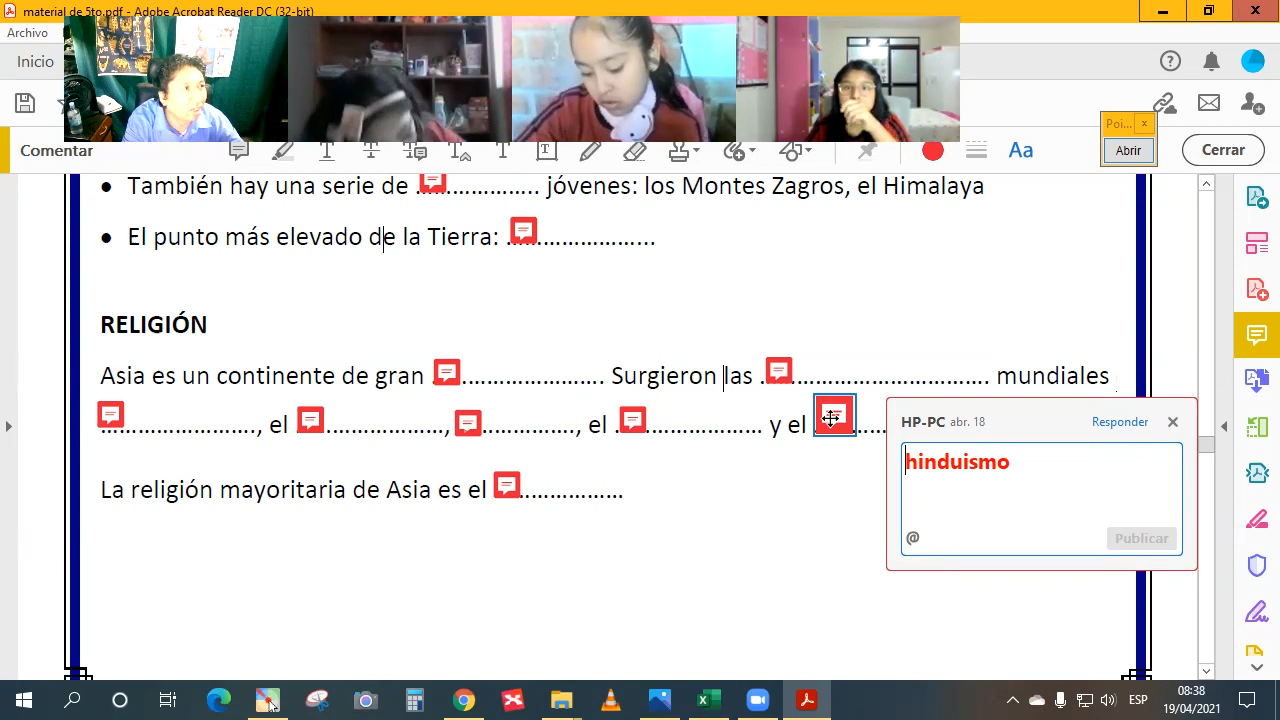 material de 5to.pdf - Adobe Acrobat Reader DC (32-bit)
Archivo
Inicio
Comentar
Poi...
Abrir
Cerrar
Aa
• También hay una serie de .................... jóvenes: los Montes Zagros, el Himalaya
• El punto más elevado de la Tierra: ......................
RELIGIÓN
Asia es un continente de gran ......................... Surgieron las ................................. mundiales
......................., el ....................., ................, el ....................... y el ...........
La religión mayoritaria de Asia es el ..................
HP-PC abr. 18 Responder
hinduismo
@ Publicar
ESP
08:38
19/04/2021